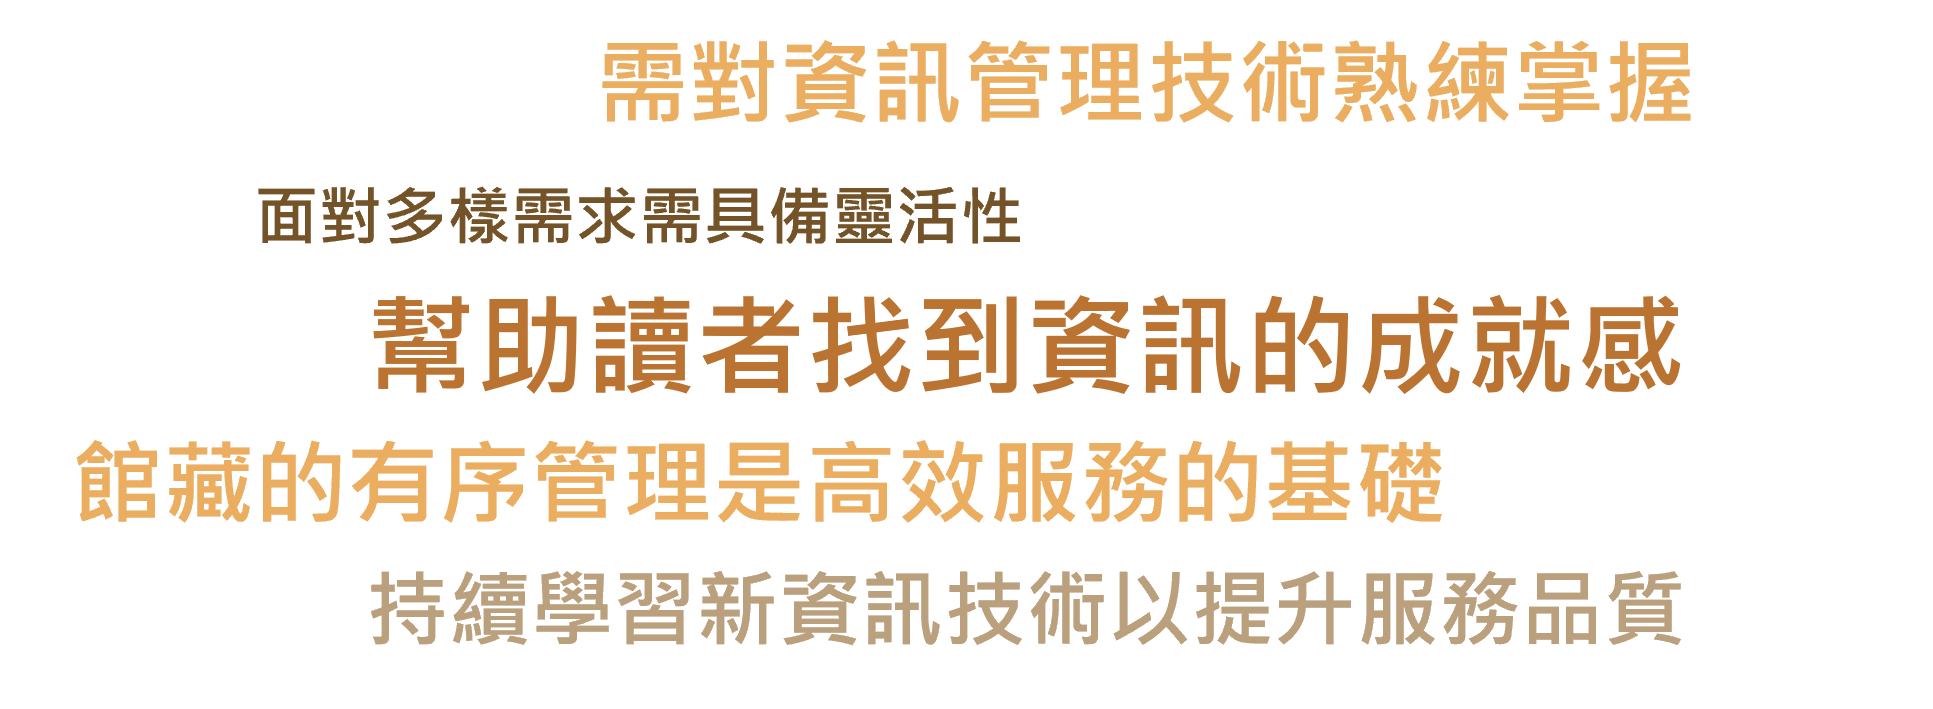 需對資訊管理技術熟練掌握
面對多樣需求需具備靈活性
幫助讀者找到資訊的成就感
館藏的有序管理是高效服務的基礎
持續學習新資訊技術以提升服務品質